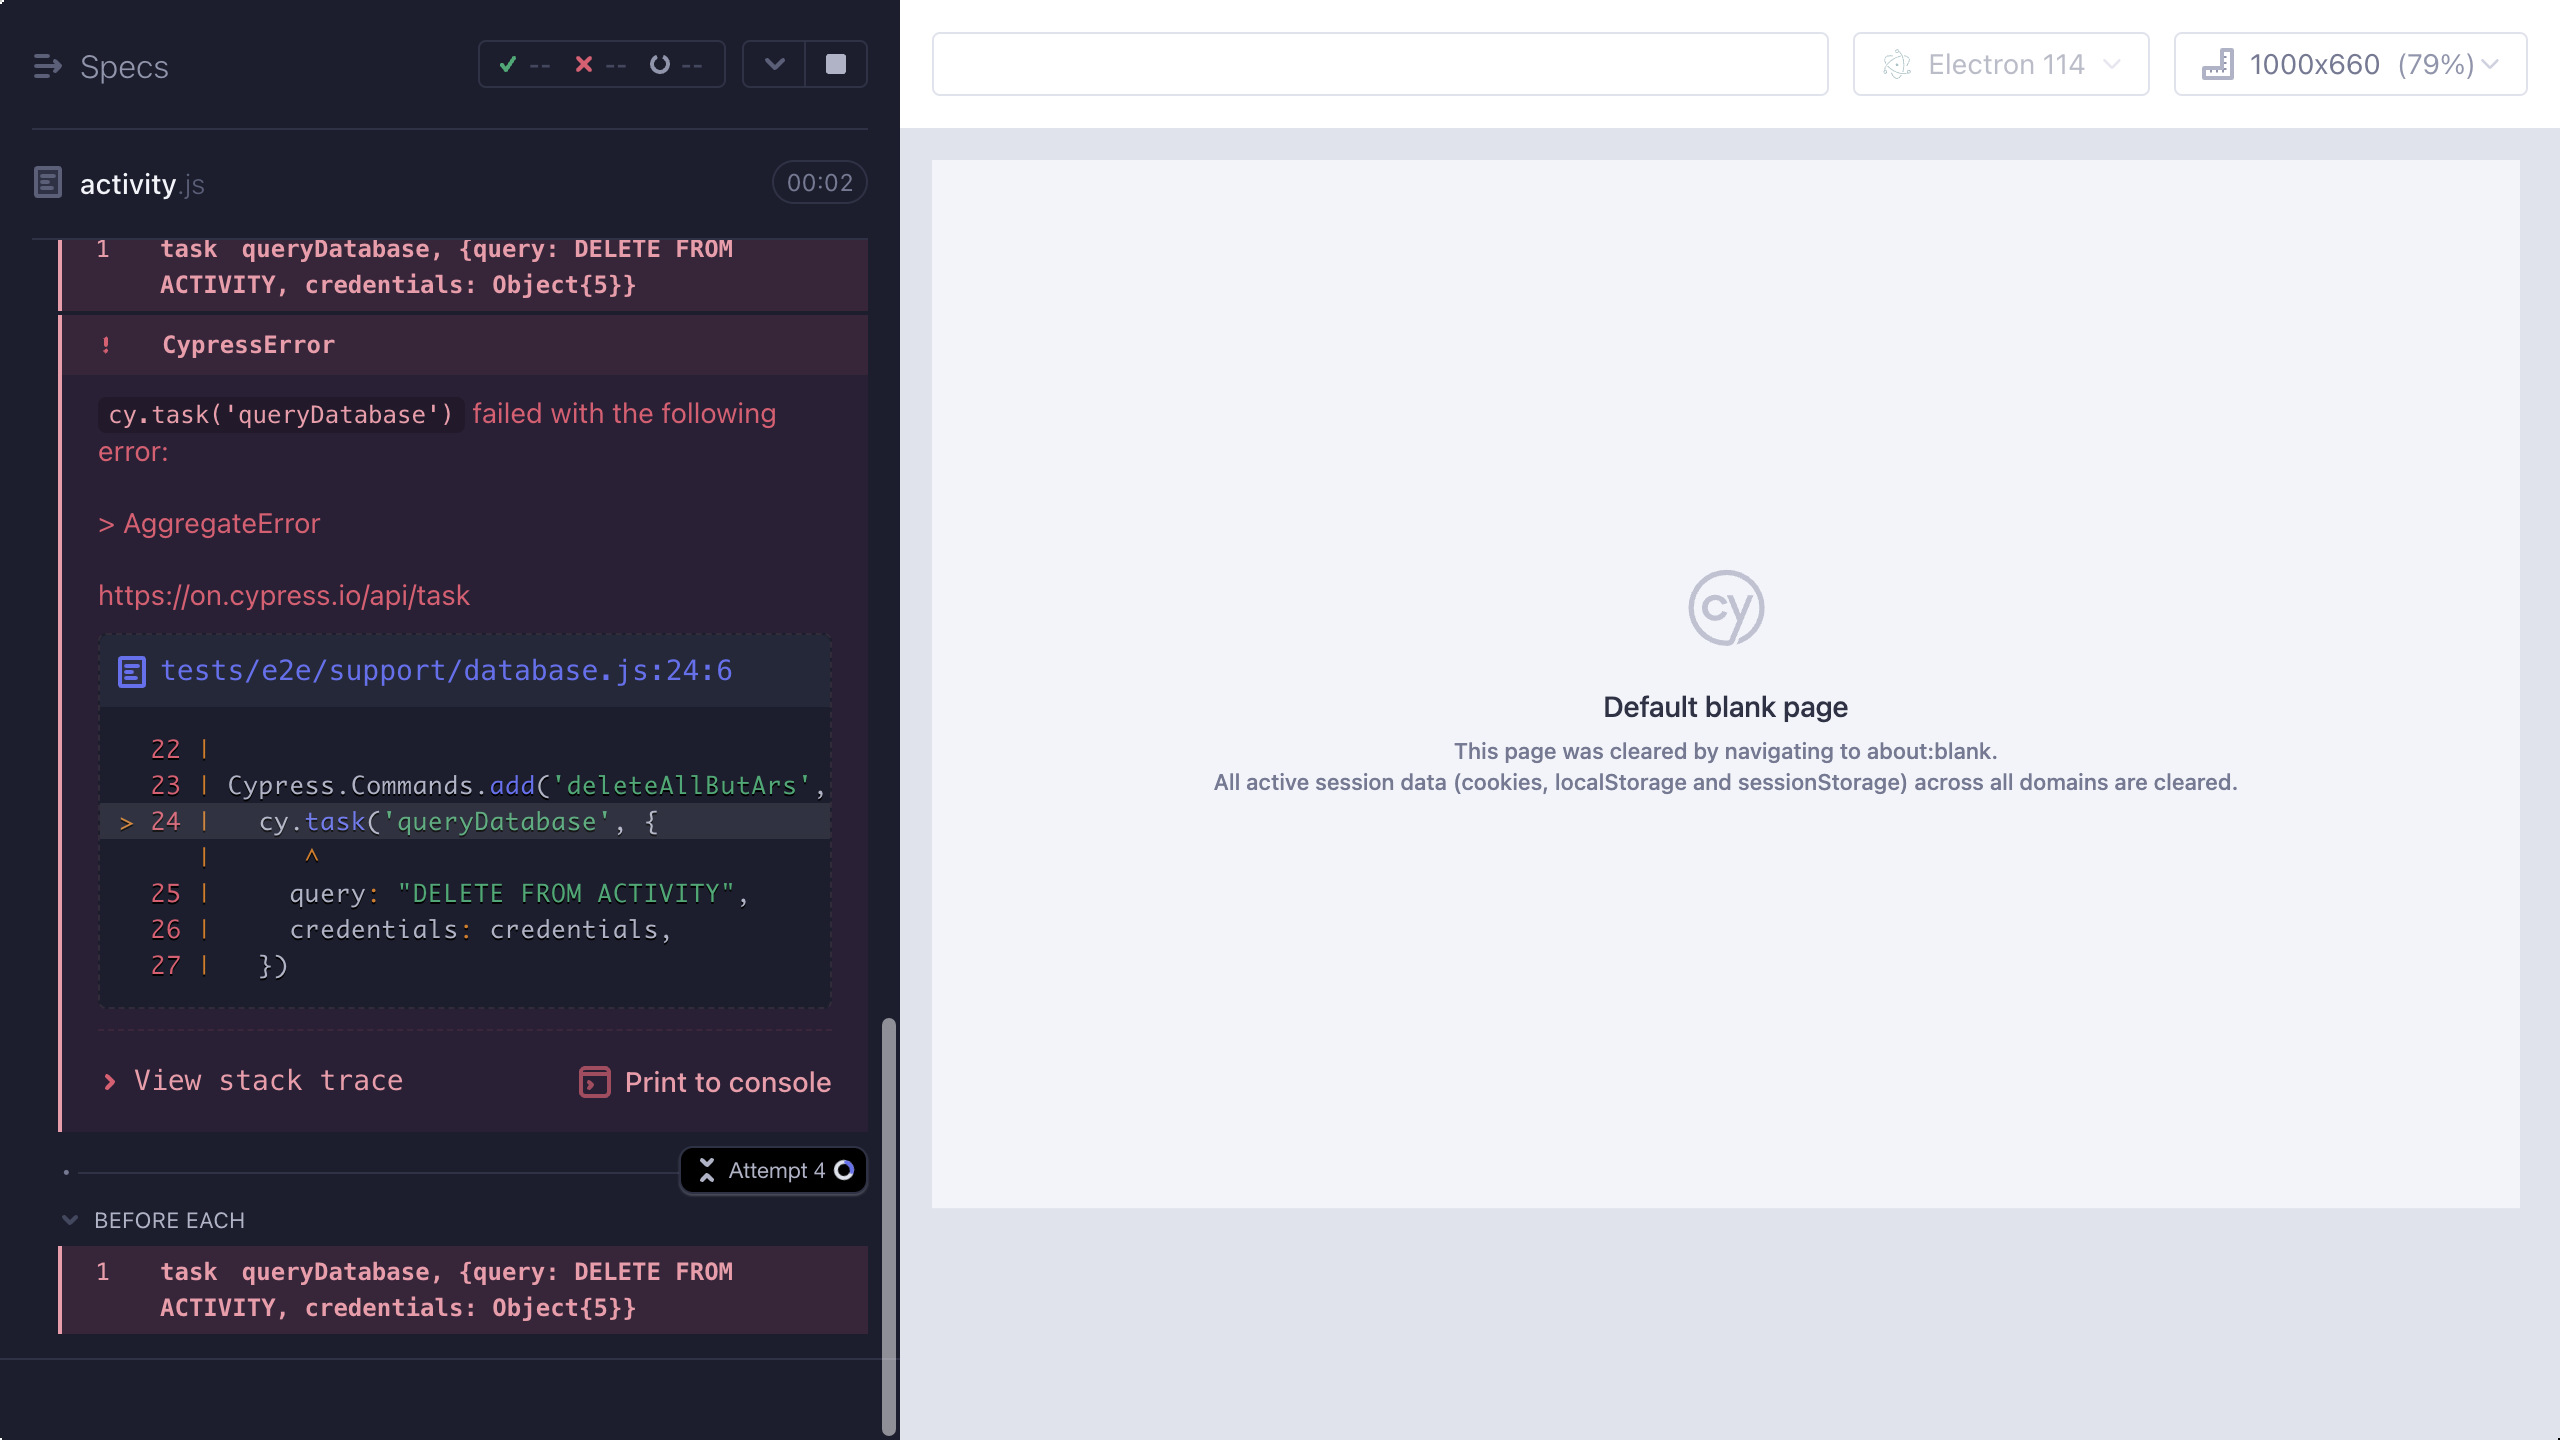 Specs
-- -- --
activity.js
00:02
1 task queryDatabase, {query: DELETE FROM
ACTIVITY, credentials: Object{5}}
! CypressError
cy.task('queryDatabase') failed with the following
error:
> AggregateError
https://on.cypress.io/api/task
tests/e2e/support/database.js:24:6
22 |
23 | Cypress.Commands.add('deleteAllButArs',
> 24 |   cy.task('queryDatabase', {
|      ^
25 |     query: "DELETE FROM ACTIVITY",
26 |     credentials: credentials,
27 |   })
View stack trace
Print to console
Attempt 4
BEFORE EACH
1 task queryDatabase, {query: DELETE FROM
ACTIVITY, credentials: Object{5}}
Electron 114
1000x660 (79%)
cy
Default blank page
This page was cleared by navigating to about:blank.
All active session data (cookies, localStorage and sessionStorage) across all domains are cleared.